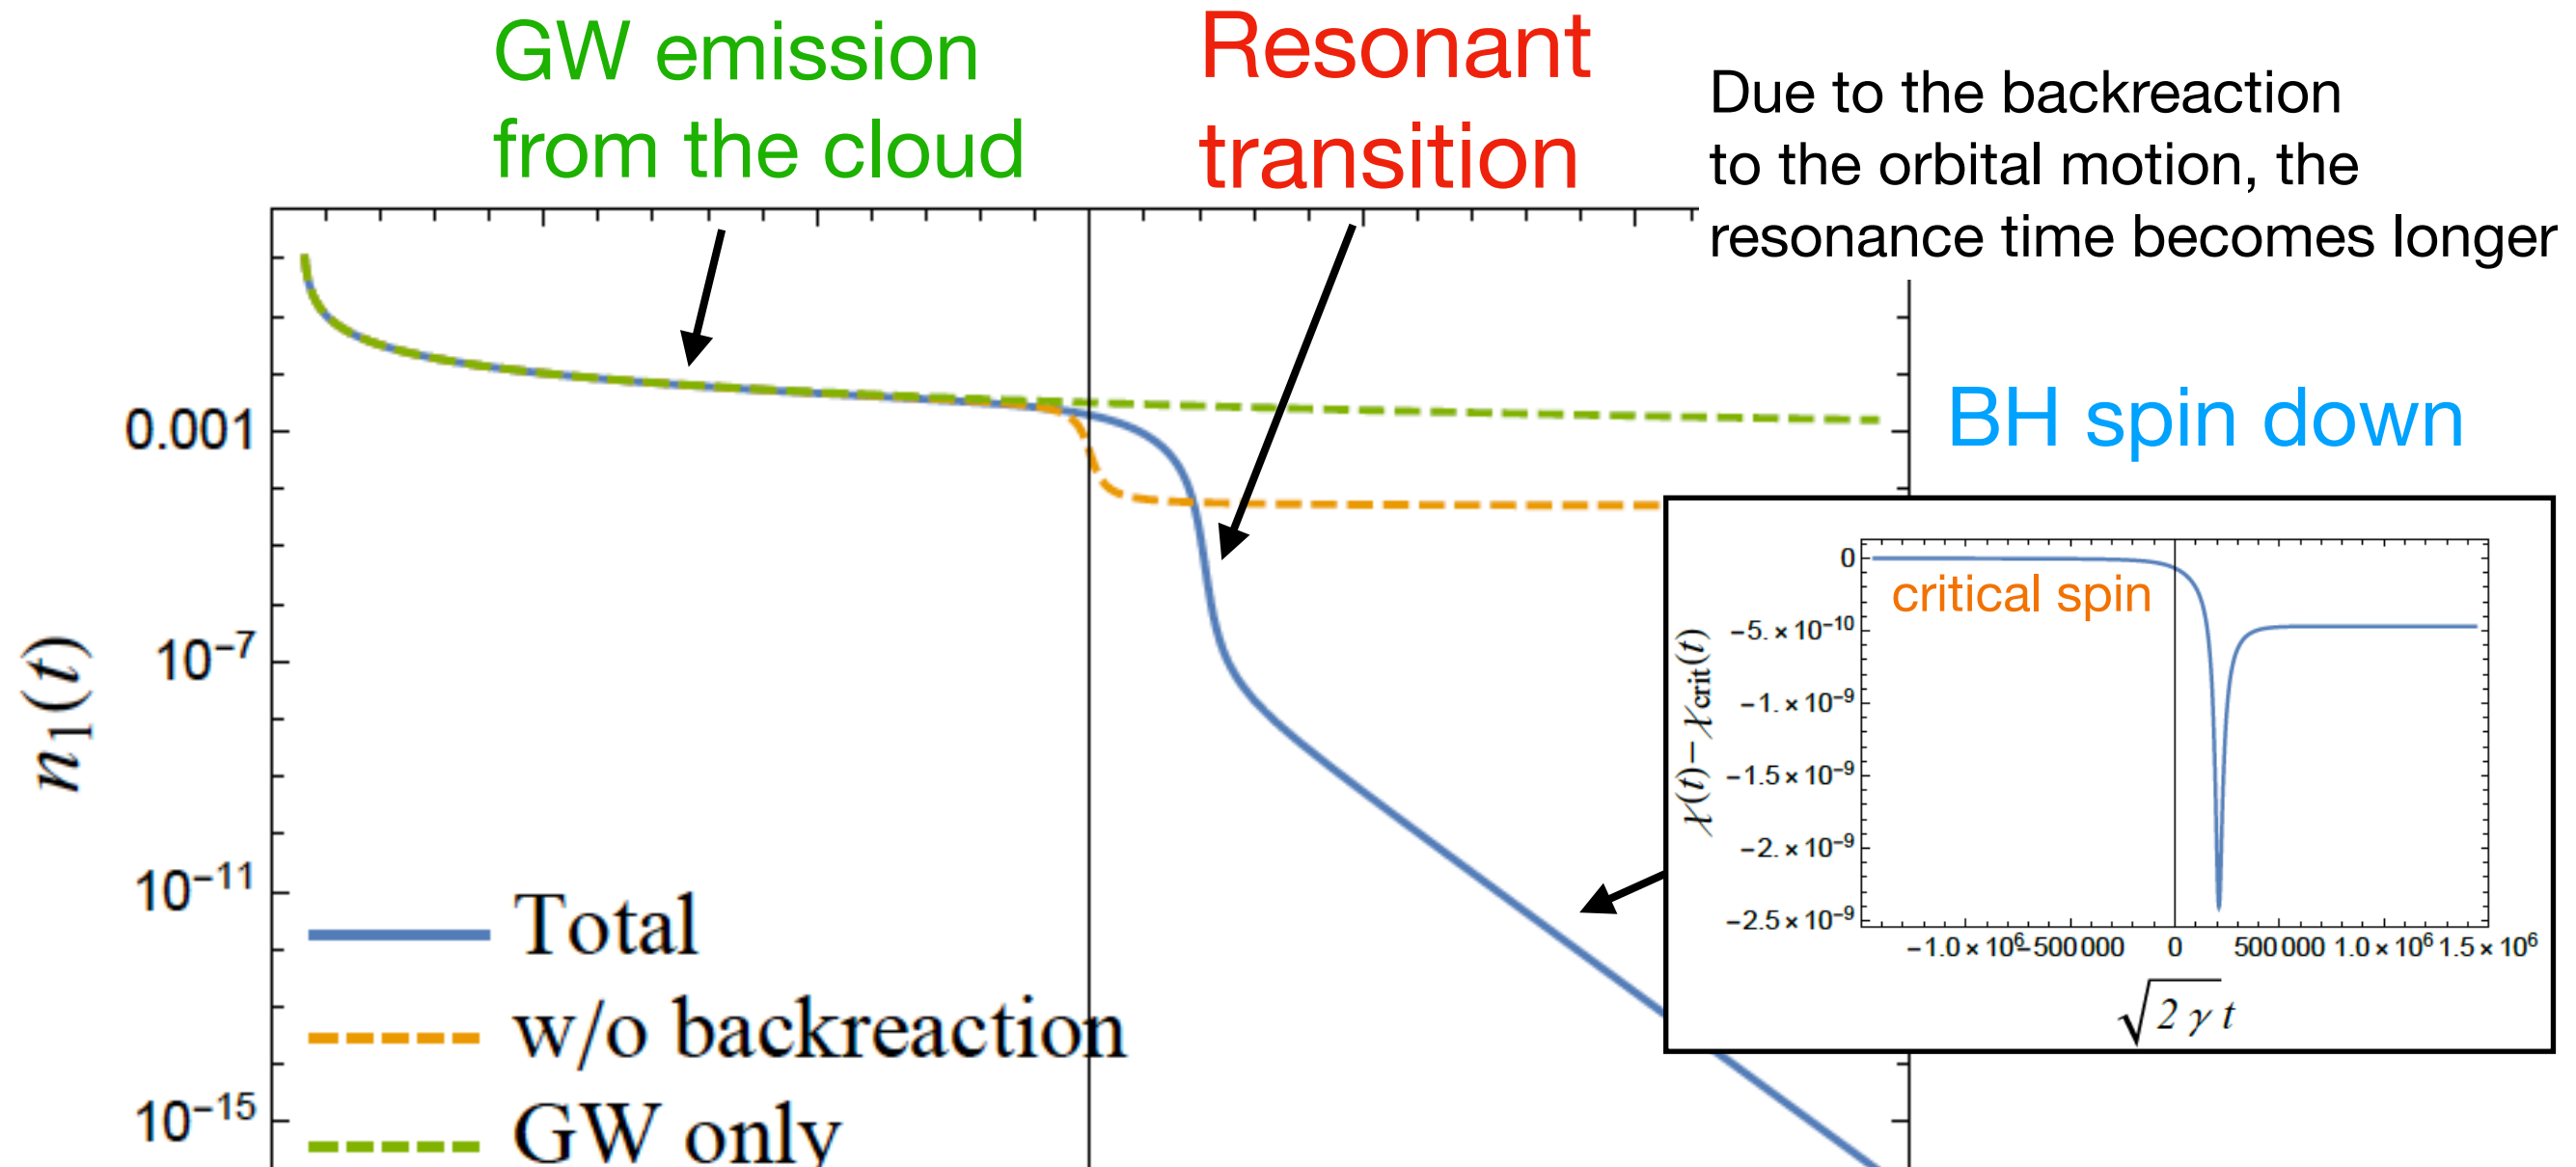 GW emission
from the cloud
Resonant
transition
Due to the backreaction
to the orbital motion, the
resonance time becomes longer
BH spin down
n₁(t)
0.001
10⁻⁷
10⁻¹¹
10⁻¹⁵
Total
w/o backreaction
GW only
critical spin
χ(t)−χcrit(t)
0
−5.×10⁻¹⁰
−1.×10⁻⁹
−1.5×10⁻⁹
−2.×10⁻⁹
−2.5×10⁻⁹
−1.0×10⁶ −500000 0 500000 1.0×10⁶ 1.5×10⁶
√2γ t